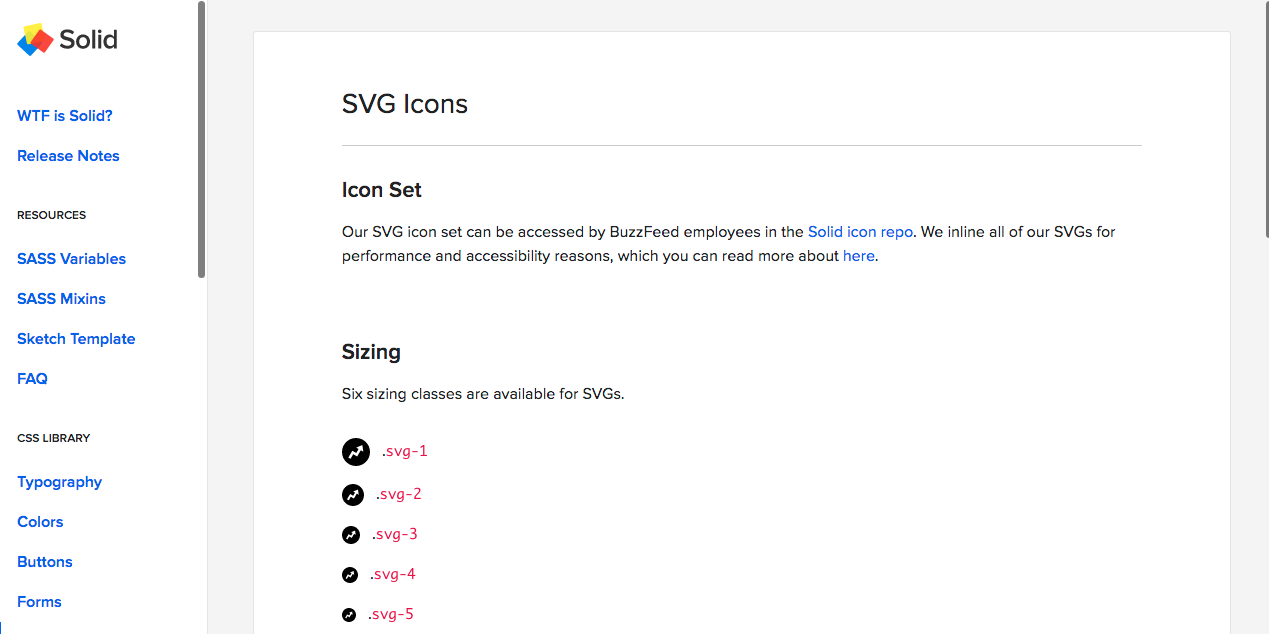 Solid
WTF is Solid?
Release Notes
RESOURCES
SASS Variables
SASS Mixins
Sketch Template
FAQ
CSS LIBRARY
Typography
Colors
Buttons
Forms
SVG Icons
Icon Set
Our SVG icon set can be accessed by BuzzFeed employees in the Solid icon repo. We inline all of our SVGs for
performance and accessibility reasons, which you can read more about here.
Sizing
Six sizing classes are available for SVGs.
.svg-1
.svg-2
.svg-3
.svg-4
.svg-5